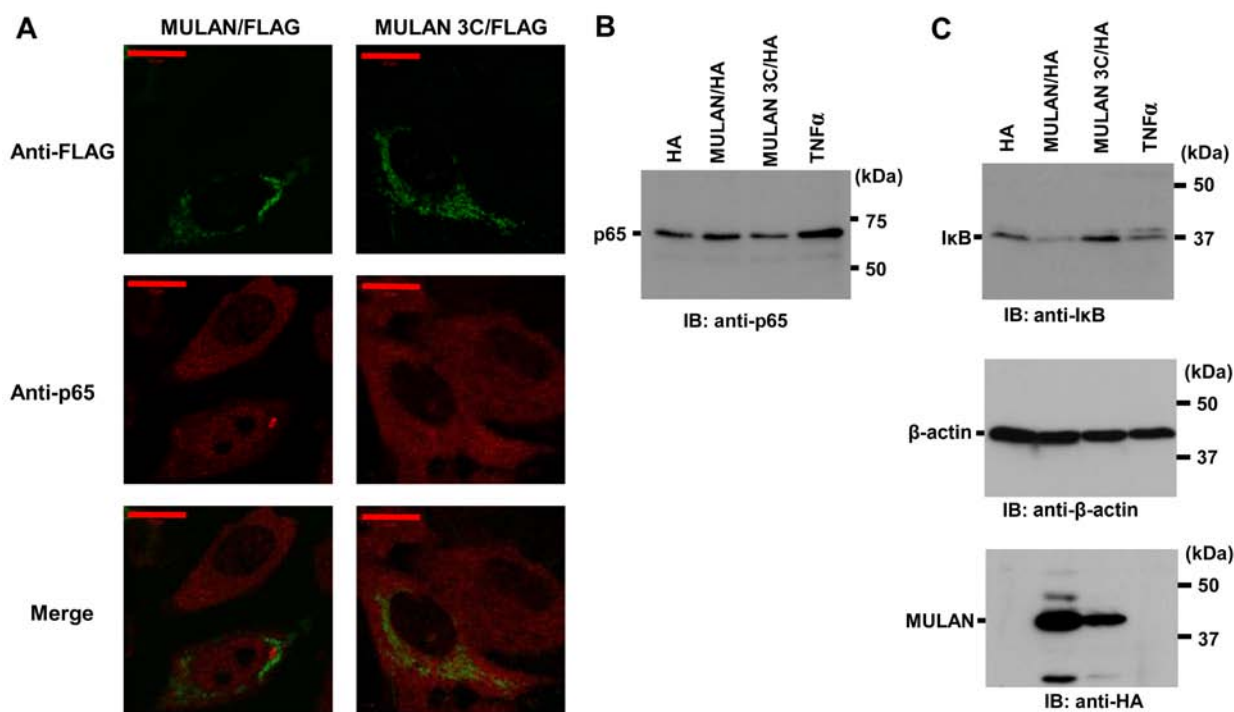 A
MULAN/FLAG
MULAN 3C/FLAG
Anti-FLAG
Anti-p65
Merge
B
HA
MULAN/HA
MULAN 3C/HA
TNFα
(kDa)
p65
75
50
IB: anti-p65
C
HA
MULAN/HA
MULAN 3C/HA
TNFα
(kDa)
50
IκB
37
IB: anti-IκB
(kDa)
50
β-actin
37
IB: anti-β-actin
(kDa)
50
MULAN
37
IB: anti-HA